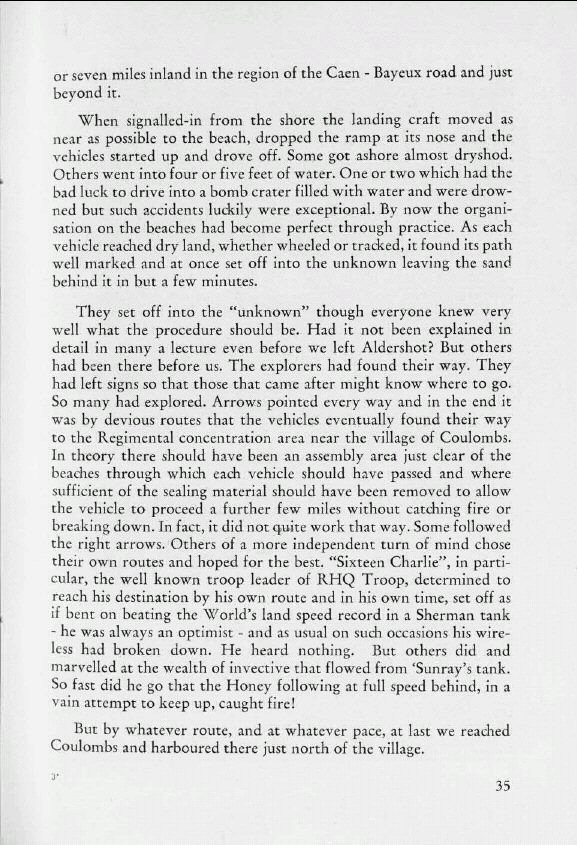 or seven miles inland in the region of the Caen - Bayeux road and just
beyond it.
When signalled-in from the shore the landing craft moved as
near as possible to the beach, dropped the ramp at its nose and the
vehicles started up and drove off. Some got ashore almost dryshod.
Others went into four or five feet of water. One or two which had the
bad luck to drive into a bomb crater filled with water and were drow-
ned but such accidents luckily were exceptional. By now the organi-
sation on the beaches had become perfect through practice. As each
vehicle reached dry land, whether wheeled or tracked, it found its path
well marked and at once set off into the unknown leaving the sand
behind it in but a few minutes.
They set off into the “unknown” though everyone knew very
well what the procedure should be. Had it not been explained in
detail in many a lecture even before we left Aldershot? But others
had been there before us. The explorers had found their way. They
had left signs so that those that came after might know where to go.
So many had explored. Arrows pointed every way and in the end it
was by devious routes that the vehicles eventually found their way
to the Regimental concentration area near the village of Coulombs.
In theory there should have been an assembly area just clear of the
beaches through which each vehicle should have passed and where
sufficient of the sealing material should have been removed to allow
the vehicle to proceed a further few miles without catching fire or
breaking down. In fact, it did not quite work that way. Some followed
the right arrows. Others of a more independent turn of mind chose
their own routes and hoped for the best. “Sixteen Charlie”, in parti-
cular, the well known troop leader of RHQ Troop, determined to
reach his destination by his own route and in his own time, set off as
if bent on beating the World’s land speed record in a Sherman tank
- he was always an optimist - and as usual on such occasions his wire-
less had broken down. He heard nothing. But others did and
marvelled at the wealth of invective that flowed from ‘Sunray’s tank.
So fast did he go that the Honey following at full speed behind, in a
vain attempt to keep up, caught fire!
But by whatever route, and at whatever pace, at last we reached
Coulombs and harboured there just north of the village.
3*
35